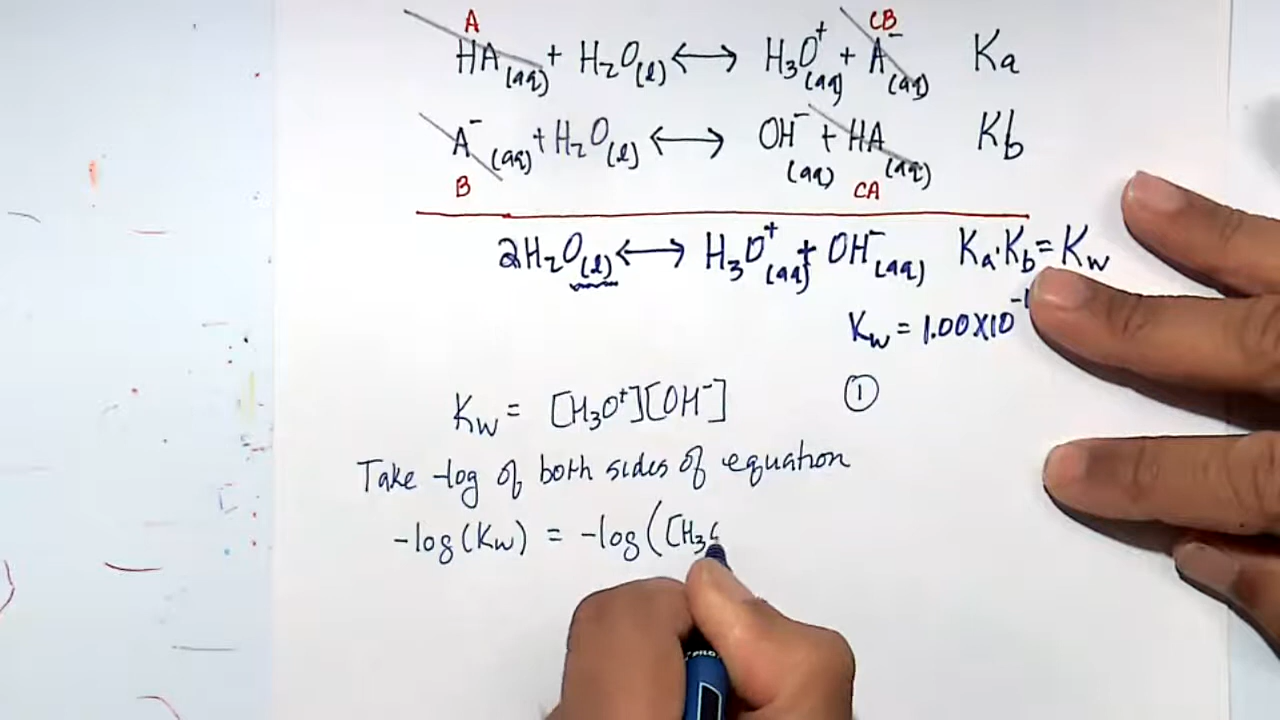 A CB
HA(aq) + H₂O(l) ⟷ H₃O⁺(aq) + A⁻(aq) Ka
A⁻(aq) + H₂O(l) ⟷ OH⁻(aq) + HA(aq) Kb
B CA
2H₂O(l) ⟷ H₃O⁺(aq) + OH⁻(aq) Ka·Kb = Kw
Kw = 1.00X10⁻¹
Kw = [H₃O⁺][OH⁻] ①
Take -log of both sides of equation
-log(Kw) = -log([H₃
PILO